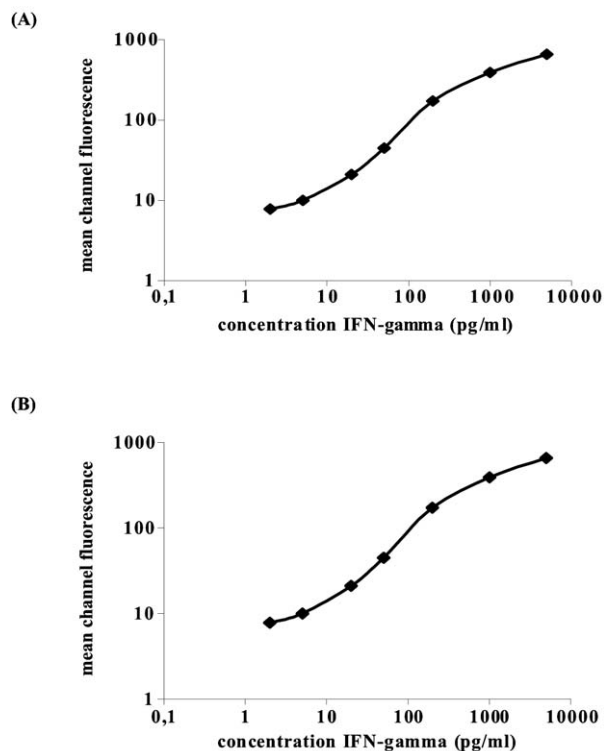 (A)
1000
100
10
1
mean channel fluorescence
0,1 1 10 100 1000 10000
concentration IFN-gamma (pg/ml)
(B)
1000
100
10
1
mean channel fluorescence
0,1 1 10 100 1000 10000
concentration IFN-gamma (pg/ml)